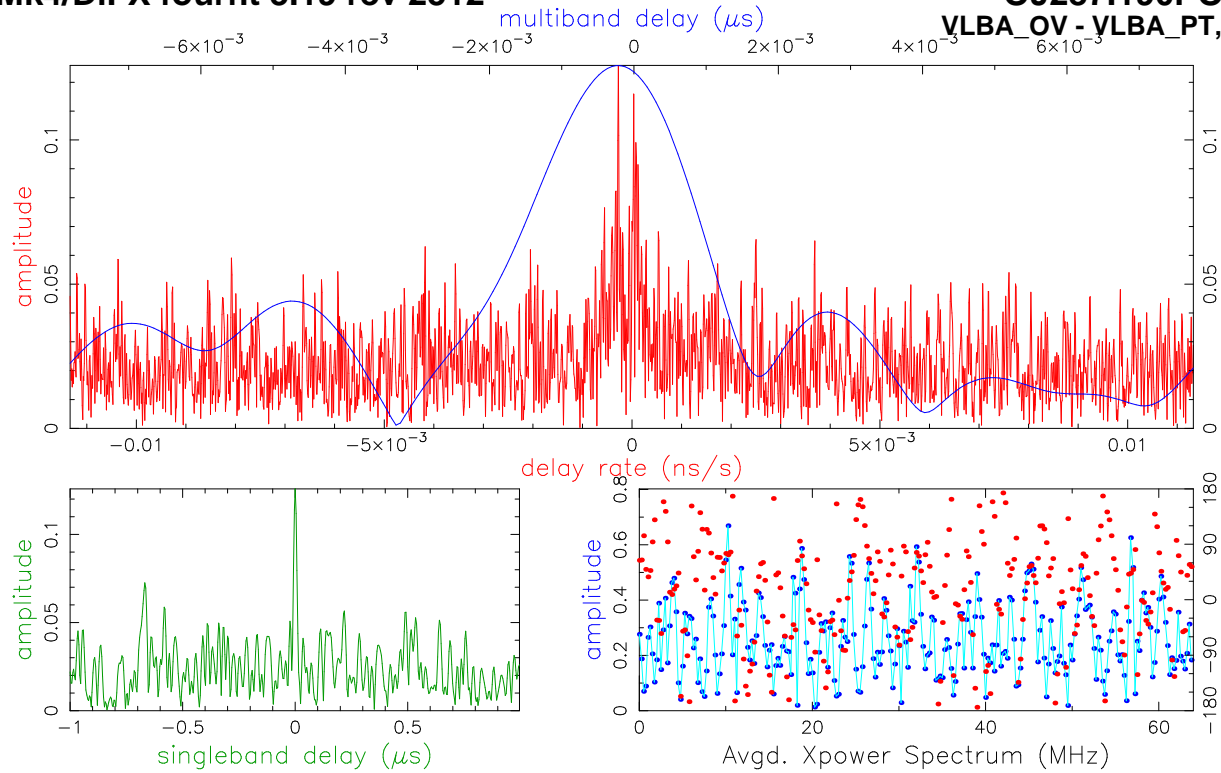 multiband delay (μs)
VLBA_OV - VLBA_PT,
−6×10⁻³ −4×10⁻³ −2×10⁻³ 0 2×10⁻³ 4×10⁻³ 6×10⁻³
amplitude
0 0.05 0.1
0 0.05 0.1
−0.01 −5×10⁻³ 0 5×10⁻³ 0.01
delay rate (ns/s)
amplitude
0 0.05 0.1
−1 −0.5 0 0.5
singleband delay (μs)
amplitude
0 0.2 0.4 0.6 0.8
180 90 0 −90 −180
0 20 40 60
Avgd. Xpower Spectrum (MHz)